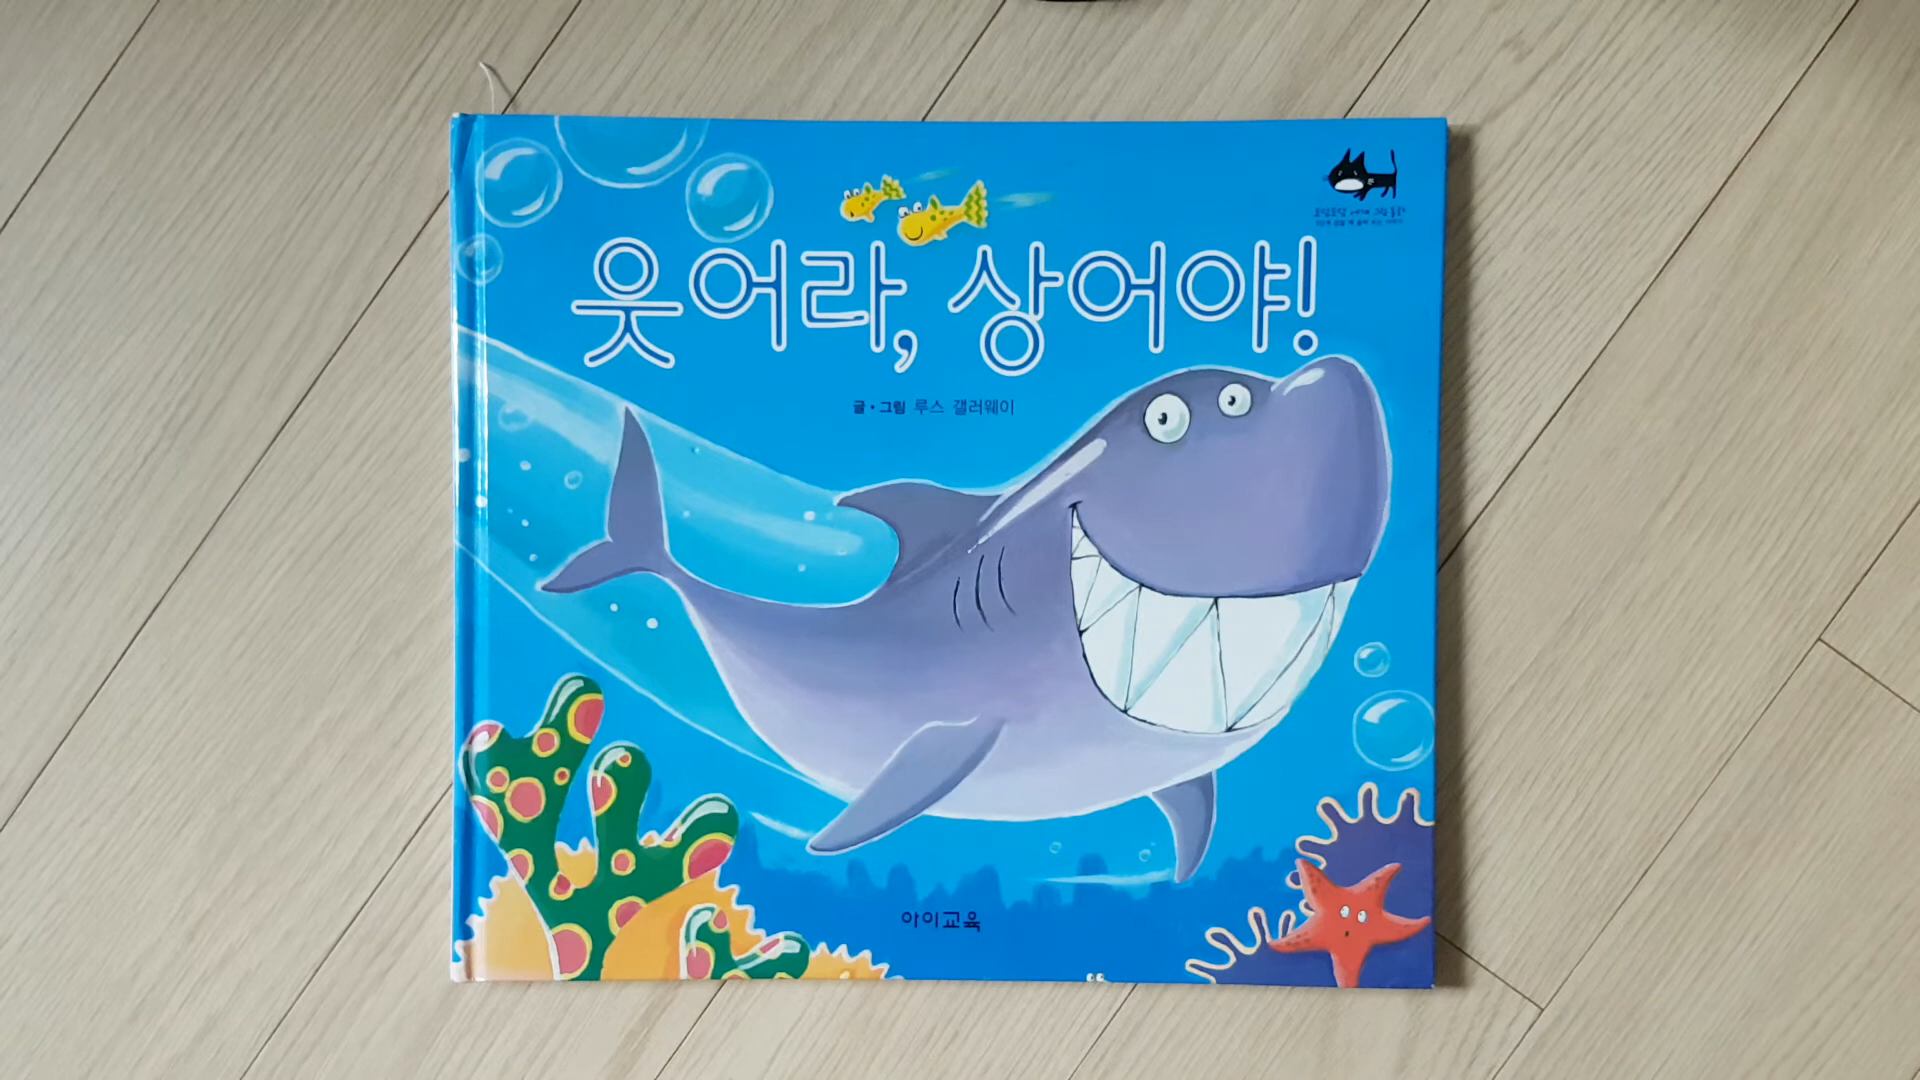 웃어라, 상어야!
글·그림 루스 갤러웨이
아이교육